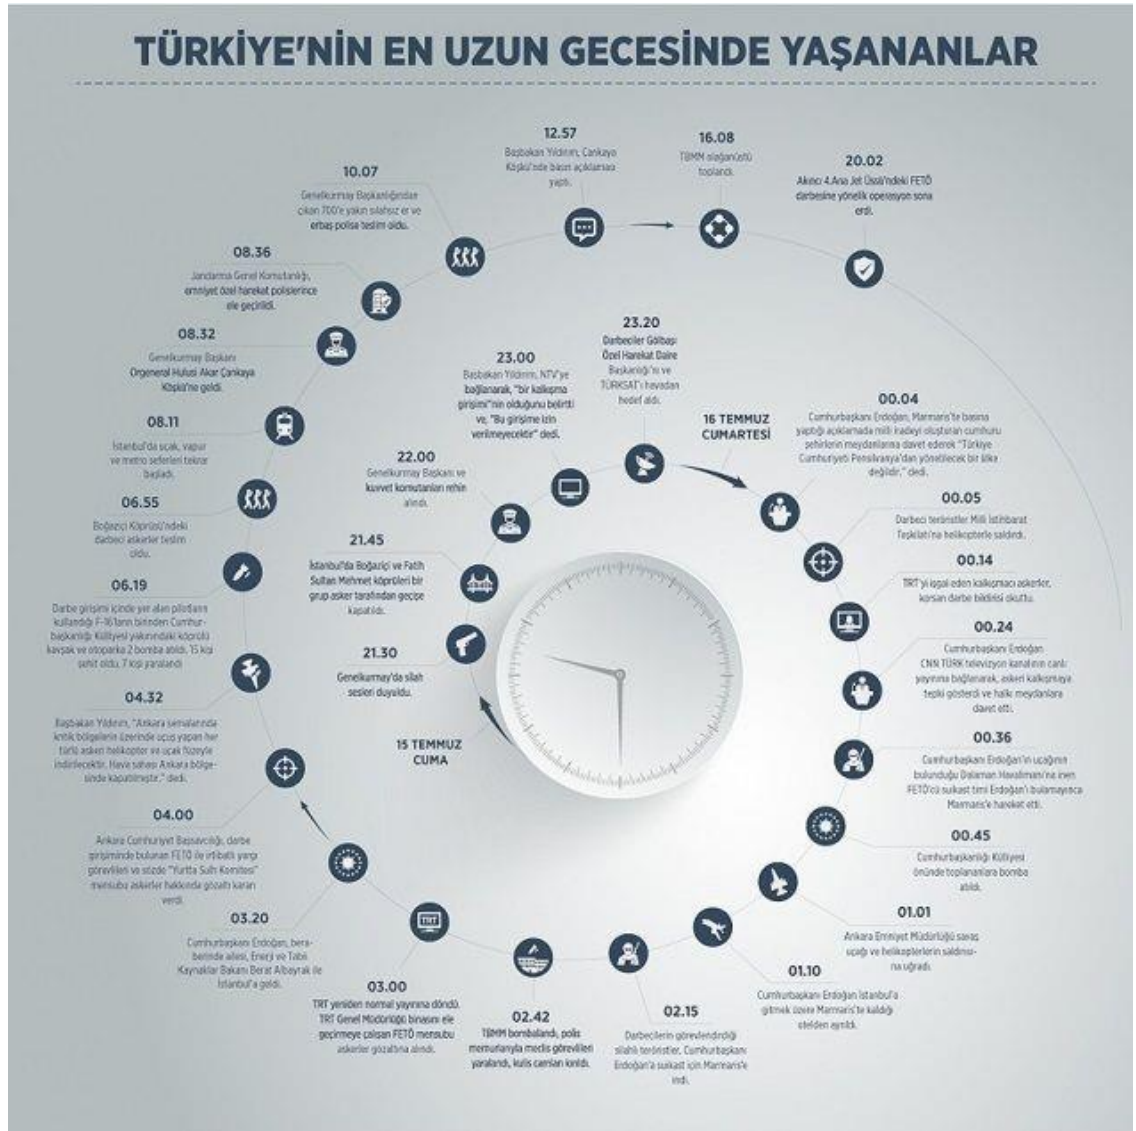 TÜRKİYE'NİN EN UZUN GECESİNDE YAŞANANLAR
15 TEMMUZ
CUMA
21.30
Genelkurmay'da silah
sesleri duyuldu.
21.45
İstanbul'da Boğaziçi ve Fatih
Sultan Mehmet köprüleri bir
grup asker tarafından geçişe
kapatıldı.
22.00
Genelkurmay Başkanı ve
kuvvet komutanları rehin
alındı.
23.00
Başbakan Yıldırım, NTV'ye
bağlanarak, "bir kalkışma
girişimi"nin olduğunu belirtti
ve, "Bu girişime izin
verilmeyecektir" dedi.
23.20
Darbeciler Gölbaşı
Özel Harekat Daire
Başkanlığı'nı ve
TÜRKSAT'ı havadan
hedef aldı.
16 TEMMUZ
CUMARTESİ
00.04
Cumhurbaşkanı Erdoğan, Marmaris'te basına
yaptığı açıklamada milli iradeyi oluşturan cumhuru
şehirlerin meydanlarına davet ederek "Türkiye
Cumhuriyeti Pensilvanya'dan yönetilecek bir ülke
değildir." dedi.
00.05
Darbeci teröristler Milli İstihbarat
Teşkilatı'na helikopterle saldırdı.
00.14
TRT'yi işgal eden kalkışmacı askerler,
korsan darbe bildirisi okuttu.
00.24
Cumhurbaşkanı Erdoğan
CNN TÜRK televizyon kanalının canlı
yayınına bağlanarak, askeri kalkışmaya
tepki gösterdi ve halkı meydanlara
davet etti.
00.36
Cumhurbaşkanı Erdoğan'ın uçağının
bulunduğu Dalaman Havalimanı'na inen
FETÖ'cü suikast timi Erdoğan'ı bulamayınca
Marmaris'e hareket etti.
00.45
Cumhurbaşkanlığı Külliyesi
önünde toplananlara bomba
atıldı.
01.01
Ankara Emniyet Müdürlüğü savaş
uçağı ve helikopterlerin saldırısı-
na uğradı.
01.10
Cumhurbaşkanı Erdoğan İstanbul'a
gitmek üzere Marmaris'te kaldığı
otelden ayrıldı.
02.15
Darbecilerin görevlendirdiği
silahlı teröristler, Cumhurbaşkanı
Erdoğan'a suikast için Marmaris'e
indi.
02.42
TBMM bombalandı, polis
memurlarıyla meclis görevlileri
yaralandı, kulis camları kırıldı.
TRT
03.00
TRT yeniden normal yayınına döndü.
TRT Genel Müdürlüğü binasını ele
geçirmeye çalışan FETÖ mensubu
askerler gözaltına alındı.
03.20
Cumhurbaşkanı Erdoğan, bera-
berinde ailesi, Enerji ve Tabii
Kaynaklar Bakanı Berat Albayrak ile
İstanbul'a geldi.
04.00
Ankara Cumhuriyet Başsavcılığı, darbe
girişiminde bulunan FETÖ ile irtibatlı yargı
görevlileri ve sözde "Yurtta Sulh Komitesi"
mensubu askerler hakkında gözaltı kararı
verdi.
04.32
Başbakan Yıldırım, "Ankara semalarında
kritik bölgelerin üzerinde uçuş yapan her
türlü askeri helikopter ve uçak füzeyle
indirilecektir. Hava sahası Ankara bölge-
sinde kapatılmıştır." dedi.
06.19
Darbe girişimi içinde yer alan pilotların
kullandığı F-16'ların birinden Cumhur-
başkanlığı Külliyesi yakınındaki köprülü
kavşak ve otoparka 2 bomba atıldı. 15 kişi
şehit oldu, 7 kişi yaralandı
06.55
Boğaziçi Köprüsü'ndeki
darbeci askerler teslim
oldu.
08.11
İstanbul'da uçak, vapur
ve metro seferleri tekrar
başladı.
08.32
Genelkurmay Başkanı
Orgeneral Hulusi Akar Çankaya
Köşkü'ne geldi.
08.36
Jandarma Genel Komutanlığı,
emniyet özel harekat polislerince
ele geçirildi.
10.07
Genelkurmay Başkanlığından
çıkan 700'e yakın silahsız er ve
erbaş polise teslim oldu.
12.57
Başbakan Yıldırım, Çankaya
Köşkü'nde basın açıklaması
yaptı.
16.08
TBMM olağanüstü
toplandı.
20.02
Akıncı 4.Ana Jet Üssü'ndeki FETÖ
darbesine yönelik operasyon sona
erdi.